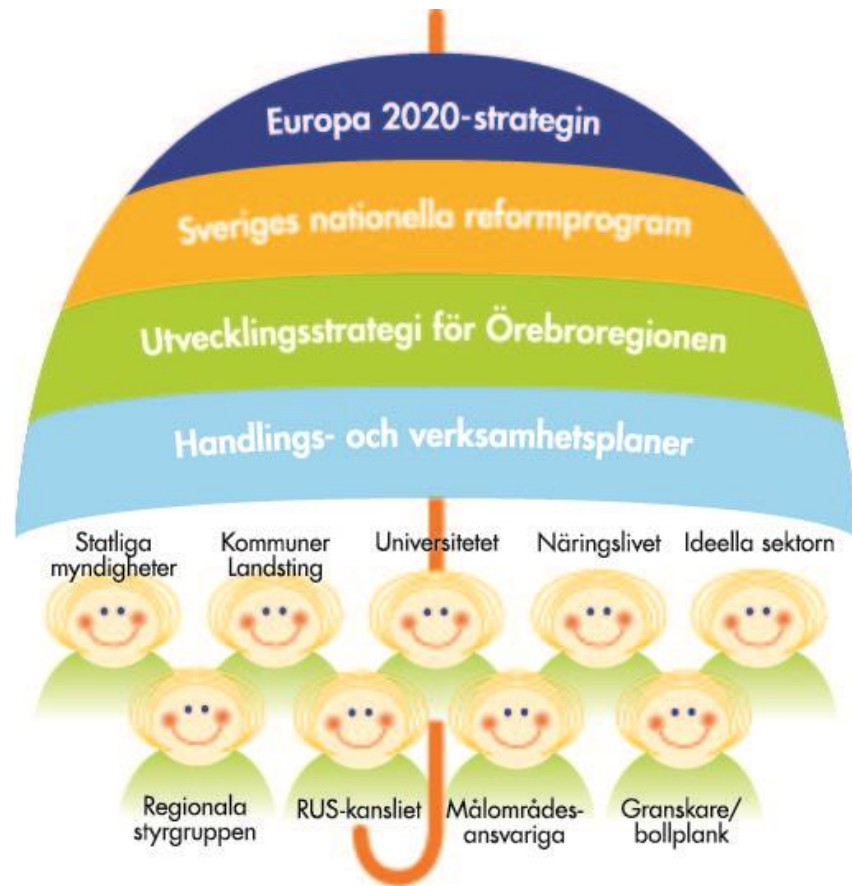 Europa 2020-strategin
Sveriges nationella reformprogram
Utvecklingsstrategi för Örebroregionen
Handlings- och verksamhetsplaner
Statliga
myndigheter
Kommuner
Landsting
Universitetet
Näringslivet
Ideella sektorn
Regionala
styrgruppen
RUS-kansliet
Målområdes-
ansvariga
Granskare/
bollplank